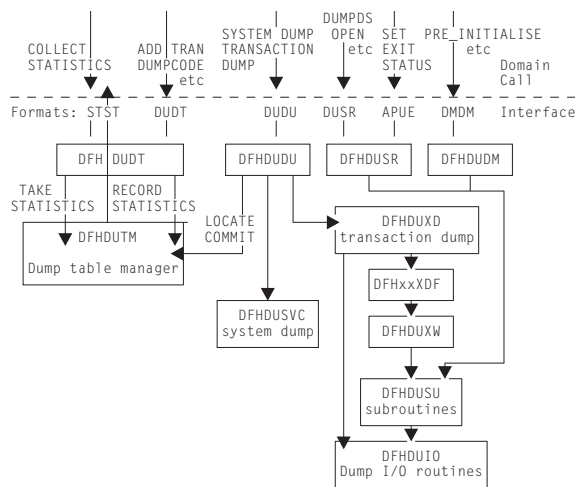 COLLECT
STATISTICS
ADD TRAN
DUMPCODE
etc
SYSTEM DUMP
TRANSACTION
DUMP
DUMPDS
OPEN
etc
SET
EXIT
STATUS
PRE_INITIALISE
etc
Domain
Call
Formats: STST DUDT DUDU DUSR APUE DMDM Interface
DFH DUDT
DFHDUDU
DFHDUSR
DFHDUDM
TAKE
STATISTICS
RECORD
STATISTICS
LOCATE
COMMIT
DFHDUTM
Dump table manager
DFHDUXD
transaction dump
DFHxxXDF
DFHDUSVC
system dump
DFHDUXW
DFHDUSU
subroutines
DFHDUIO
Dump I/O routines